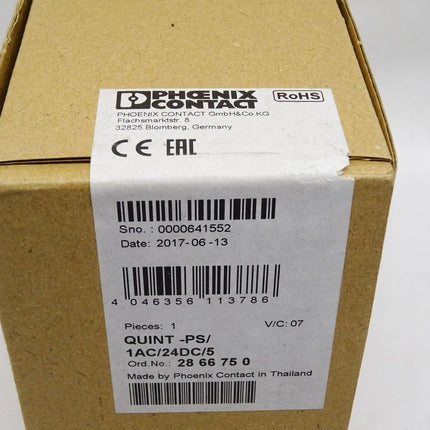 PHOENIX
CONTACT
RoHS
PHOENIX CONTACT GmbH&Co.KG
Flachsmarktstr. 8
32825 Blomberg, Germany
CE EAC
Sno. : 0000641552
Date: 2017-06-13
4 046356 113786
Pieces: 1 V/C: 07
QUINT -PS/
1AC/24DC/5
Ord.No.: 28 66 75 0
Made by Phoenix Contact in Thailand